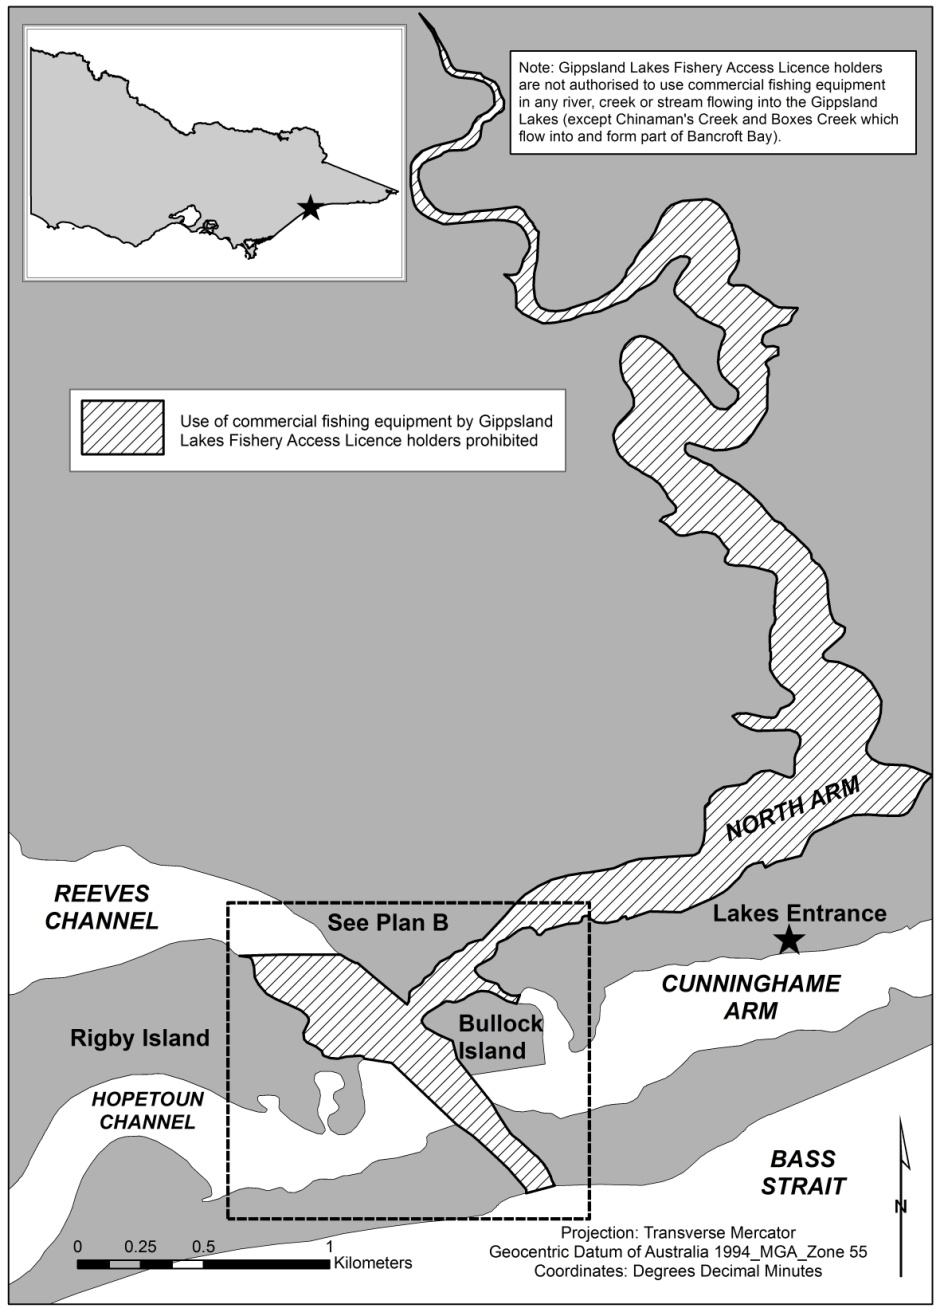 Note: Gippsland Lakes Fishery Access Licence holders
are not authorised to use commercial fishing equipment
in any river, creek or stream flowing into the Gippsland
Lakes (except Chinaman's Creek and Boxes Creek which
flow into and form part of Bancroft Bay).
Use of commercial fishing equipment by Gippsland
Lakes Fishery Access Licence holders prohibited
NORTH ARM
REEVES
CHANNEL
See Plan B
Lakes Entrance
CUNNINGHAME
ARM
Rigby Island
Bullock
Island
HOPETOUN
CHANNEL
BASS
STRAIT
N
0 0.25 0.5 1
Kilometers
Projection: Transverse Mercator
Geocentric Datum of Australia 1994_MGA_Zone 55
Coordinates: Degrees Decimal Minutes